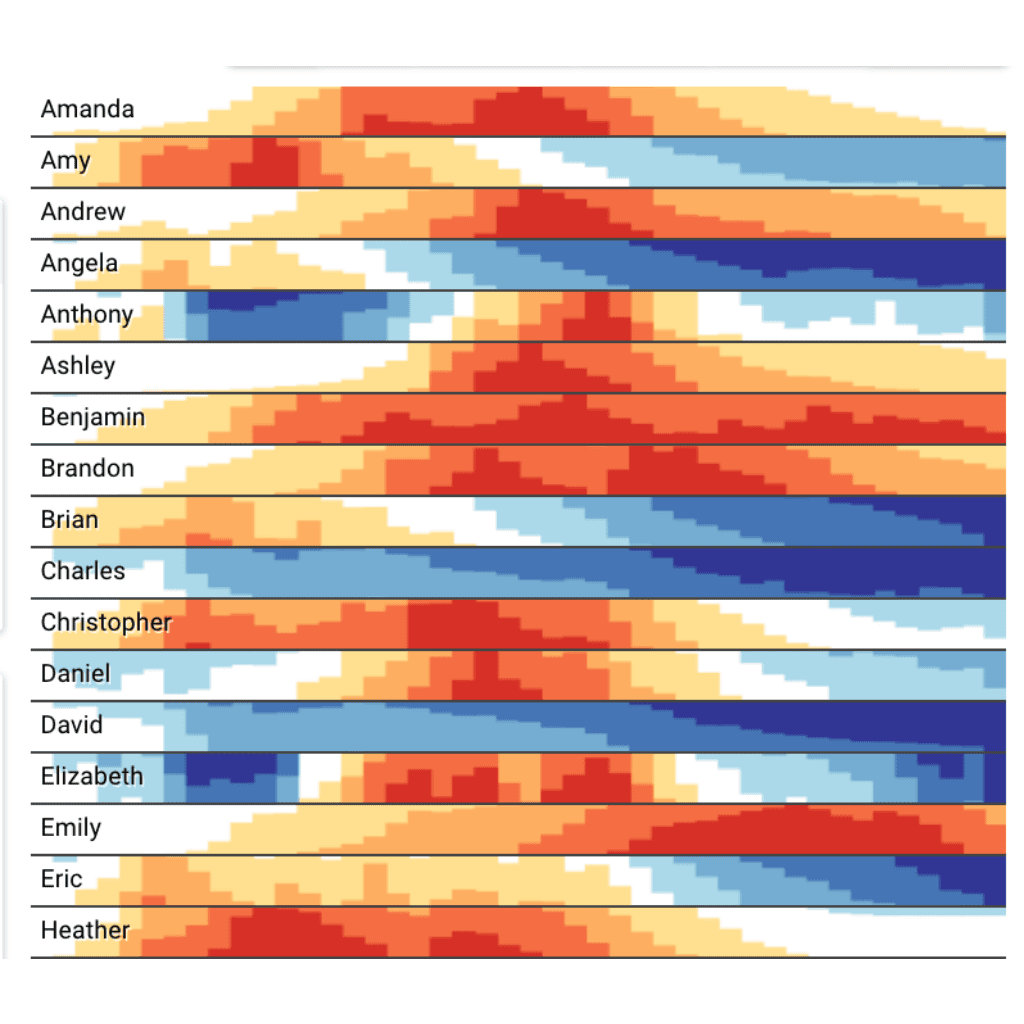 Amanda
Amy
Andrew
Angela
Anthony
Ashley
Benjamin
Brandon
Brian
Charles
Christopher
Daniel
David
Elizabeth
Emily
Eric
Heather